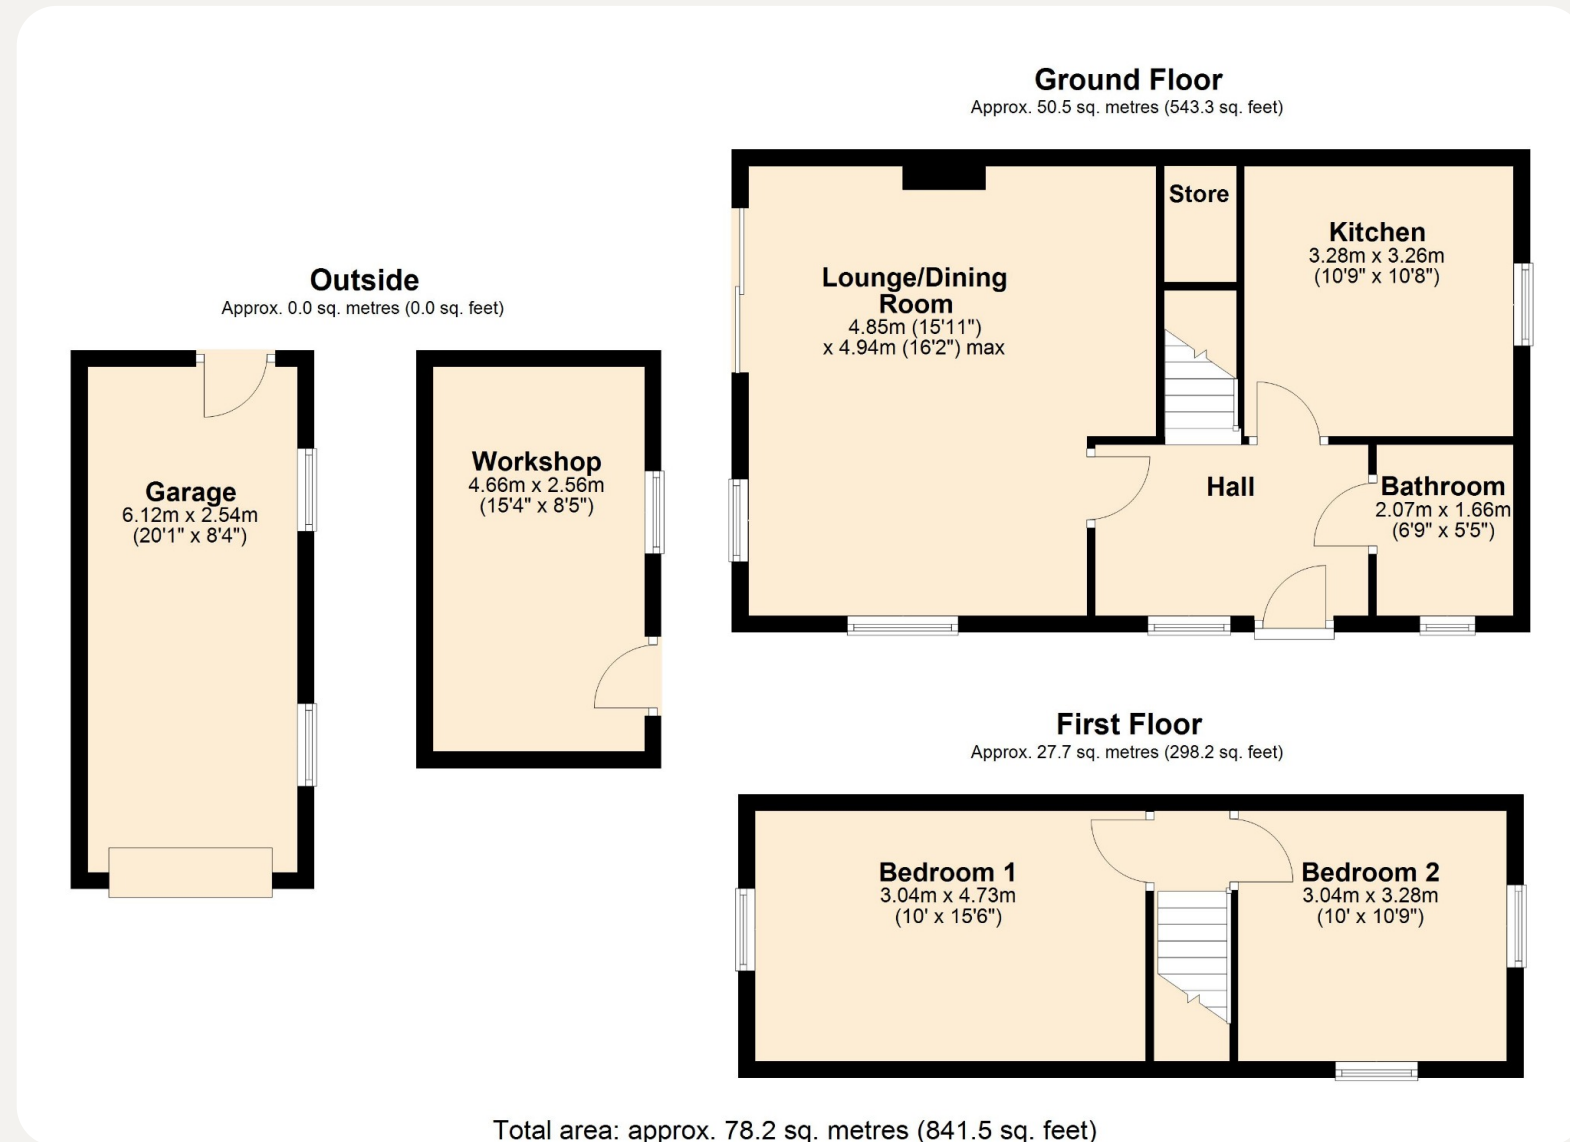 Ground Floor
Approx. 50.5 sq. metres (543.3 sq. feet)
Store
Kitchen
3.28m x 3.26m
(10'9" x 10'8")
Lounge/Dining
Room
4.85m (15'11")
x 4.94m (16'2") max
Outside
Approx. 0.0 sq. metres (0.0 sq. feet)
Garage
6.12m x 2.54m
(20'1" x 8'4")
Workshop
4.66m x 2.56m
(15'4" x 8'5")
Hall
Bathroom
2.07m x 1.66m
(6'9" x 5'5")
First Floor
Approx. 27.7 sq. metres (298.2 sq. feet)
Bedroom 1
3.04m x 4.73m
(10' x 15'6")
Bedroom 2
3.04m x 3.28m
(10' x 10'9")
Total area: approx. 78.2 sq. metres (841.5 sq. feet)